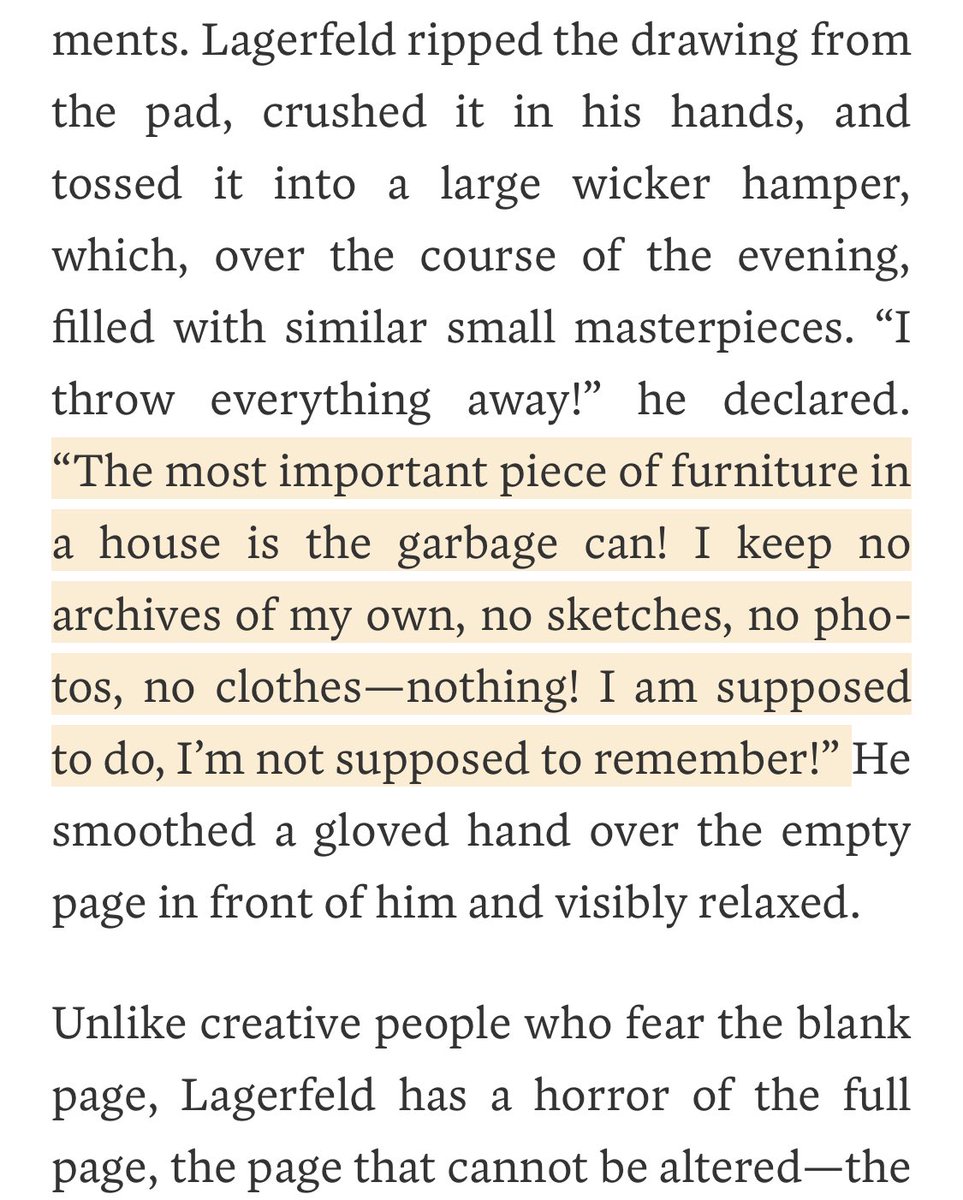 ments. Lagerfeld ripped the drawing from
the pad, crushed it in his hands, and
tossed it into a large wicker hamper,
which, over the course of the evening,
filled with similar small masterpieces. “I
throw everything away!” he declared.
“The most important piece of furniture in
a house is the garbage can! I keep no
archives of my own, no sketches, no pho-
tos, no clothes—nothing! I am supposed
to do, I’m not supposed to remember!” He
smoothed a gloved hand over the empty
page in front of him and visibly relaxed.
Unlike creative people who fear the blank
page, Lagerfeld has a horror of the full
page, the page that cannot be altered—the